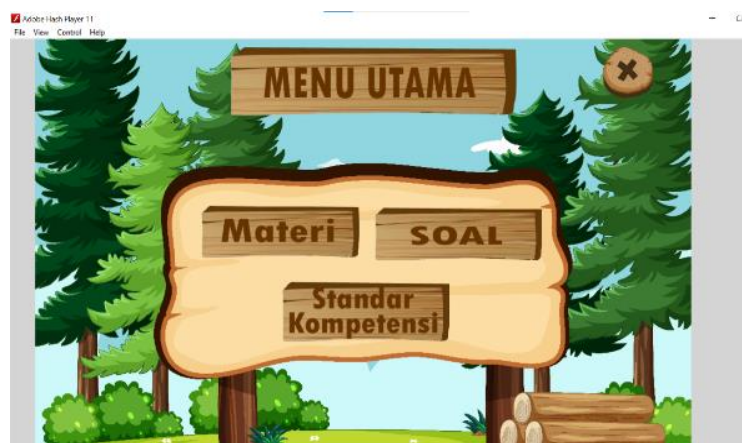 Adobe Flash Player 11
File View Control Help
MENU UTAMA
Materi
SOAL
Standar
Kompetensi